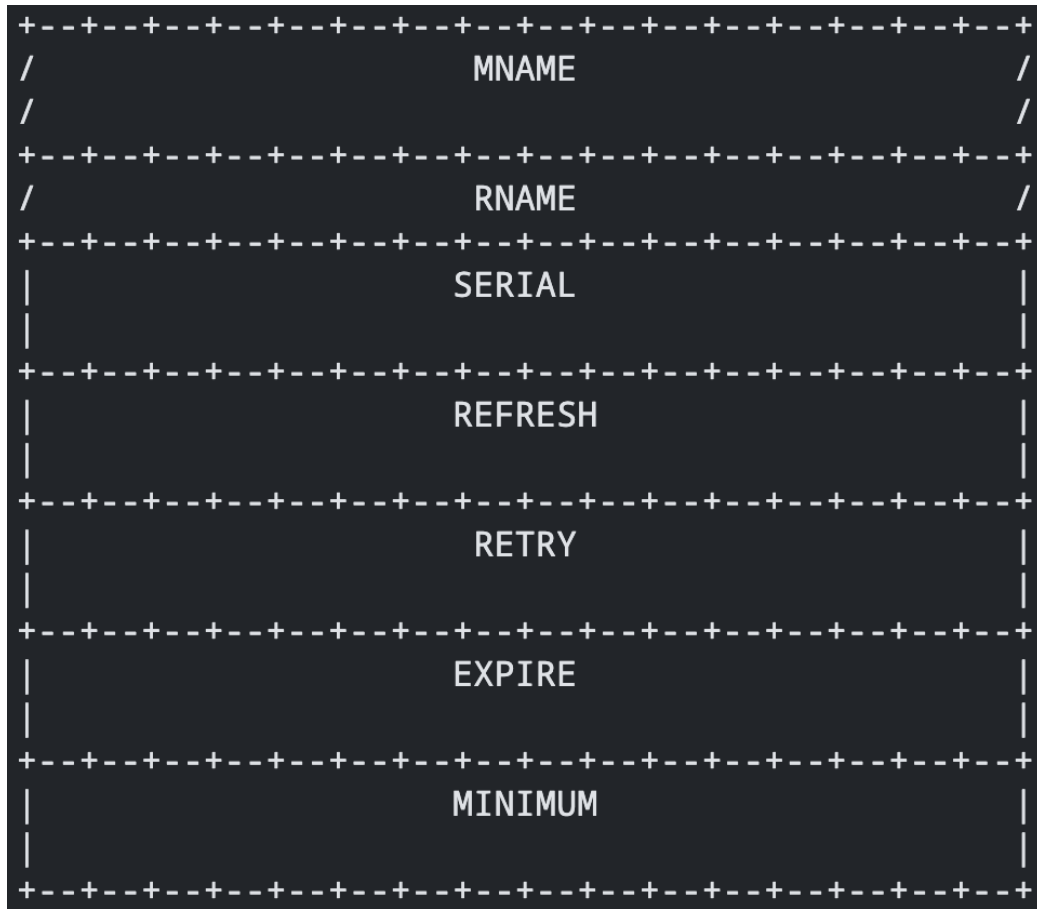 +--+--+--+--+--+--+--+--+--+--+--+--+--+--+--+--+
/                     MNAME                     /
/                                               /
+--+--+--+--+--+--+--+--+--+--+--+--+--+--+--+--+
/                     RNAME                     /
+--+--+--+--+--+--+--+--+--+--+--+--+--+--+--+--+
|                    SERIAL                     |
|                                               |
+--+--+--+--+--+--+--+--+--+--+--+--+--+--+--+--+
|                    REFRESH                    |
|                                               |
+--+--+--+--+--+--+--+--+--+--+--+--+--+--+--+--+
|                     RETRY                     |
|                                               |
+--+--+--+--+--+--+--+--+--+--+--+--+--+--+--+--+
|                    EXPIRE                     |
|                                               |
+--+--+--+--+--+--+--+--+--+--+--+--+--+--+--+--+
|                    MINIMUM                    |
|                                               |
+--+--+--+--+--+--+--+--+--+--+--+--+--+--+--+--+